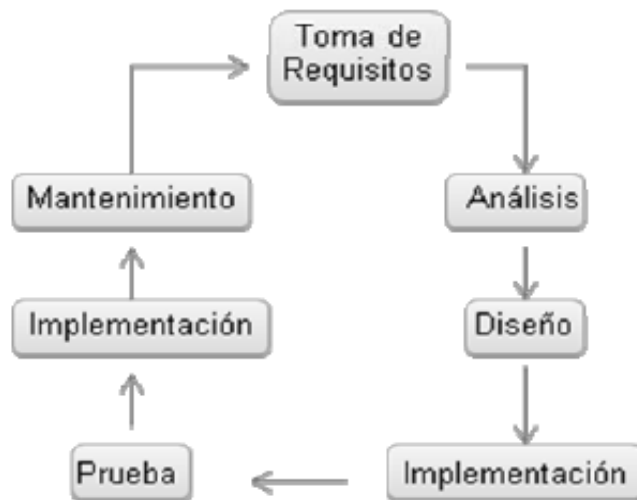 Toma de
Requisitos
Análisis
Diseño
Implementación
Prueba
Implementación
Mantenimiento